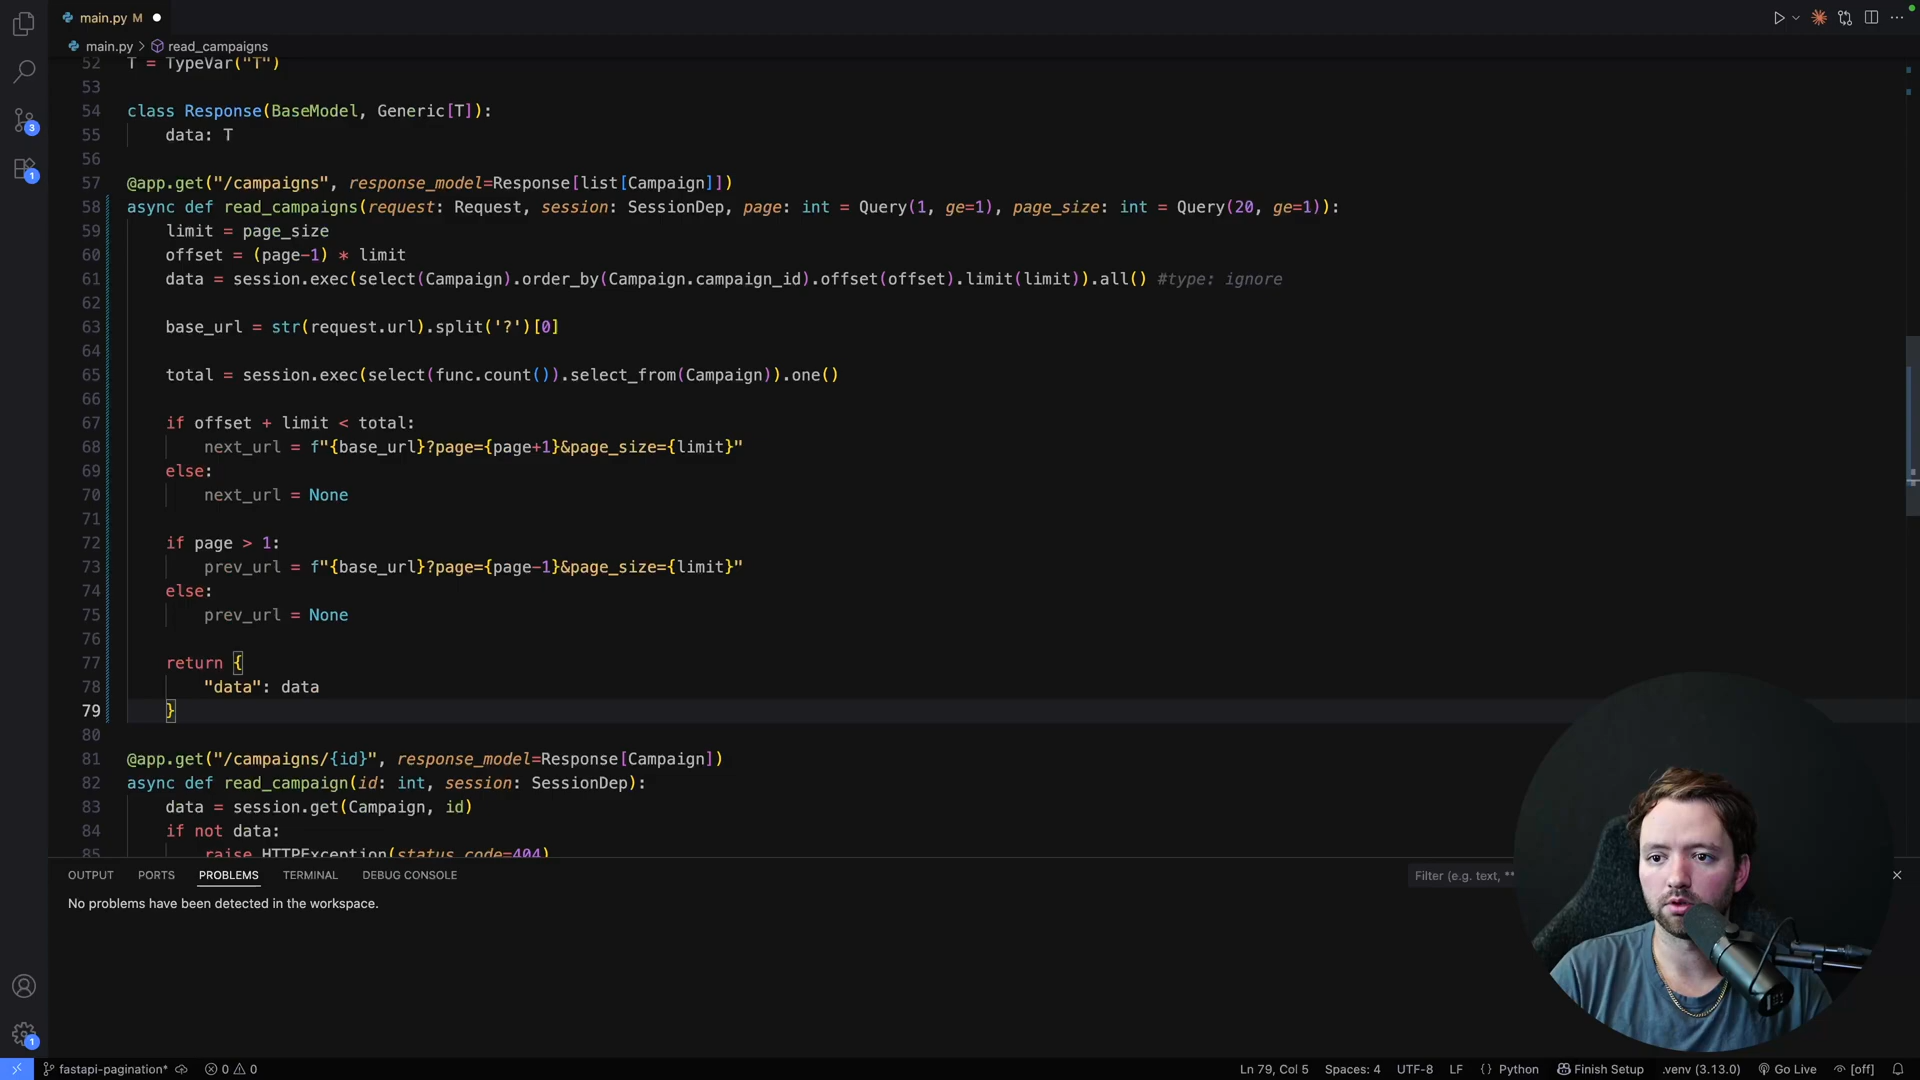 main.py M
main.py > read_campaigns
52 T = TypeVar("T")
53
54 class Response(BaseModel, Generic[T]):
55 data: T
56
57 @app.get("/campaigns", response_model=Response[list[Campaign]])
58 async def read_campaigns(request: Request, session: SessionDep, page: int = Query(1, ge=1), page_size: int = Query(20, ge=1)):
59 limit = page_size
60 offset = (page-1) * limit
61 data = session.exec(select(Campaign).order_by(Campaign.campaign_id).offset(offset).limit(limit)).all() #type: ignore
62
63 base_url = str(request.url).split('?')[0]
64
65 total = session.exec(select(func.count()).select_from(Campaign)).one()
66
67 if offset + limit < total:
68 next_url = f"{base_url}?page={page+1}&page_size={limit}"
69 else:
70 next_url = None
71
72 if page > 1:
73 prev_url = f"{base_url}?page={page-1}&page_size={limit}"
74 else:
75 prev_url = None
76
77 return {
78 "data": data
79 }
80
81 @app.get("/campaigns/{id}", response_model=Response[Campaign])
82 async def read_campaign(id: int, session: SessionDep):
83 data = session.get(Campaign, id)
84 if not data:
85 raise HTTPException(status_code=404)
3
1
OUTPUT PORTS PROBLEMS TERMINAL DEBUG CONSOLE Filter (e.g. text, **
No problems have been detected in the workspace.
1
fastapi-pagination* 0 0 Ln 79, Col 5 Spaces: 4 UTF-8 LF {} Python Finish Setup .venv (3.13.0) Go Live [off]